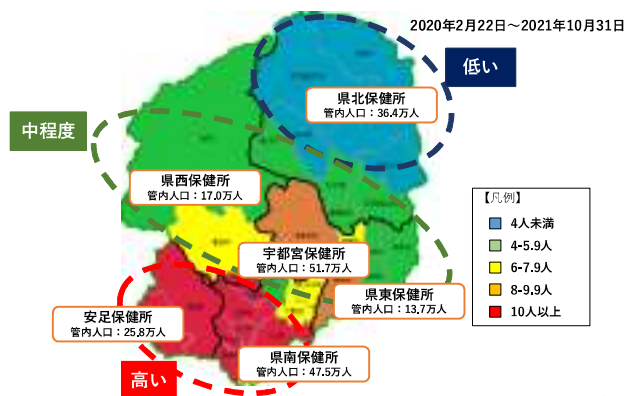 2020年2月22日～2021年10月31日
低い
県北保健所
管内人口：36.4万人
中程度
県西保健所
管内人口：17.0万人
【凡例】
4人未満
4-5.9人
6-7.9人
8-9.9人
10人以上
宇都宮保健所
管内人口：51.7万人
県東保健所
管内人口：13.7万人
安足保健所
管内人口：25.8万人
県南保健所
管内人口：47.5万人
高い